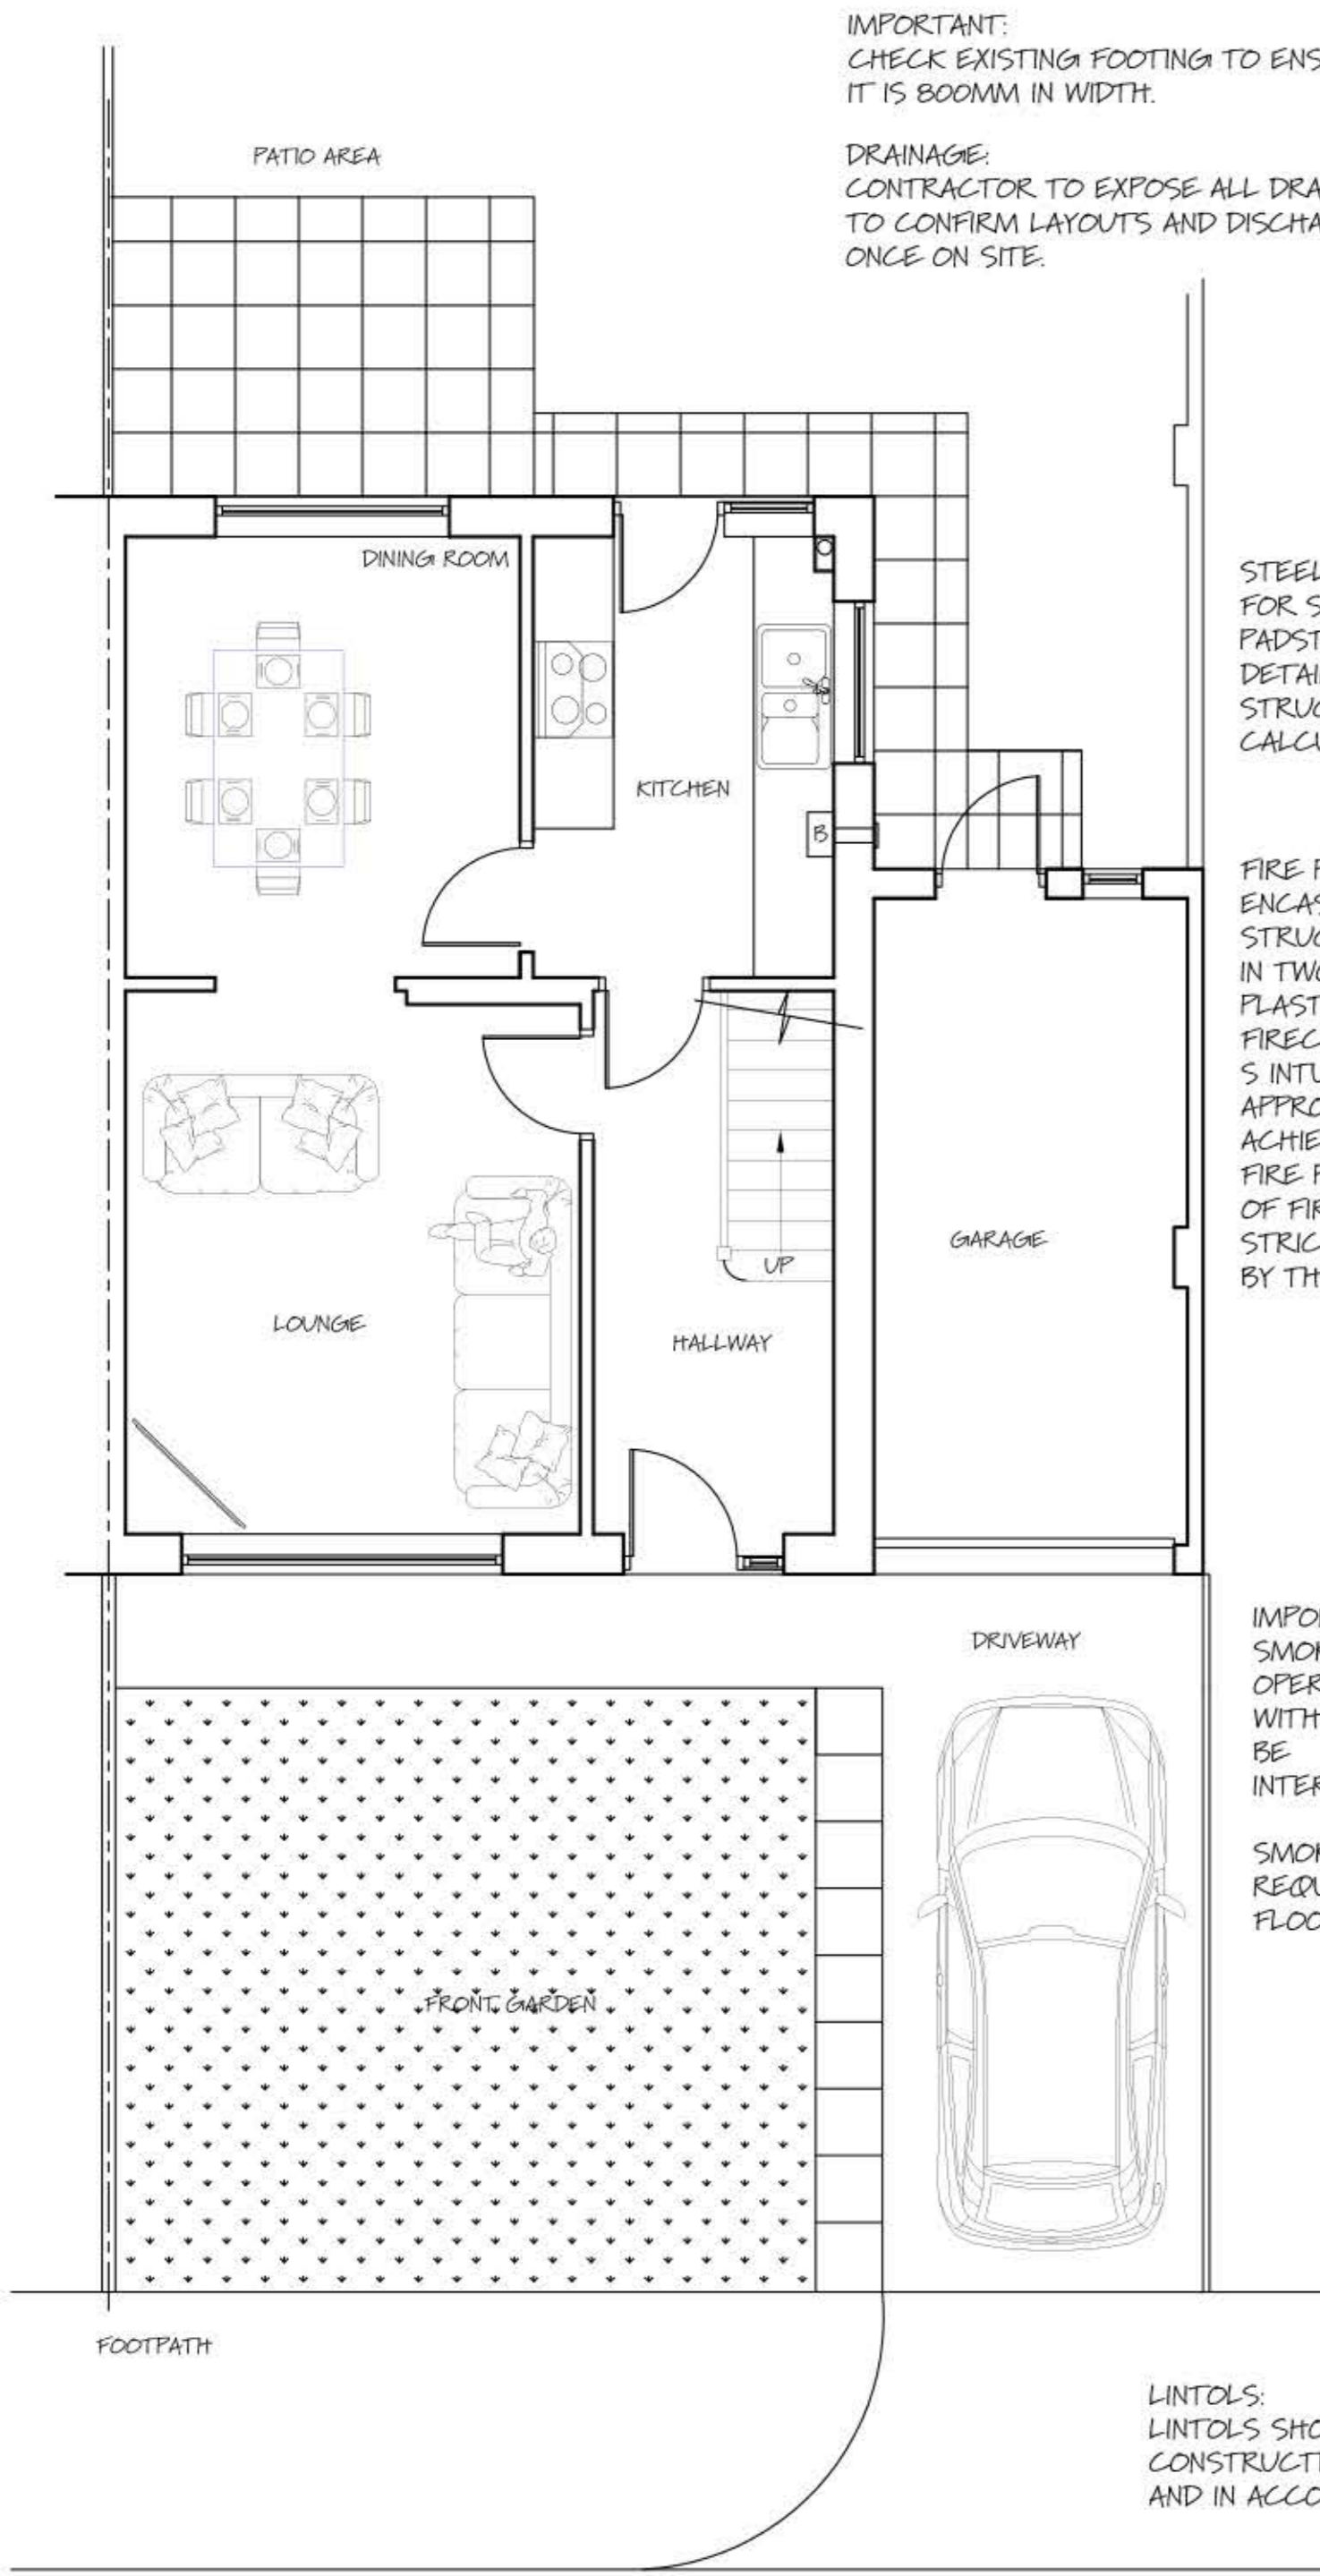 IMPORTANT:
CHECK EXISTING FOOTING TO ENS
IT IS 800MM IN WIDTH.
DRAINAGE:
CONTRACTOR TO EXPOSE ALL DRA
TO CONFIRM LAYOUTS AND DISCHA
ONCE ON SITE.
PATIO AREA
DINING ROOM
KITCHEN
B
STEEL
FOR S
PADST
DETAI
STRUC
CALCU
FIRE P
ENCAS
STRUC
IN TWO
PLAST
FIREC
S INTU
APPRO
ACHIE
FIRE P
OF FIR
STRIC
BY TH
GARAGE
UP
LOUNGE
HALLWAY
DRIVEWAY
IMPOR
SMOK
OPER
WITH
BE
INTER
SMOK
REQU
FLOO
FRONT GARDEN
FOOTPATH
LINTOLS:
LINTOLS SHO
CONSTRUCTI
AND IN ACCO